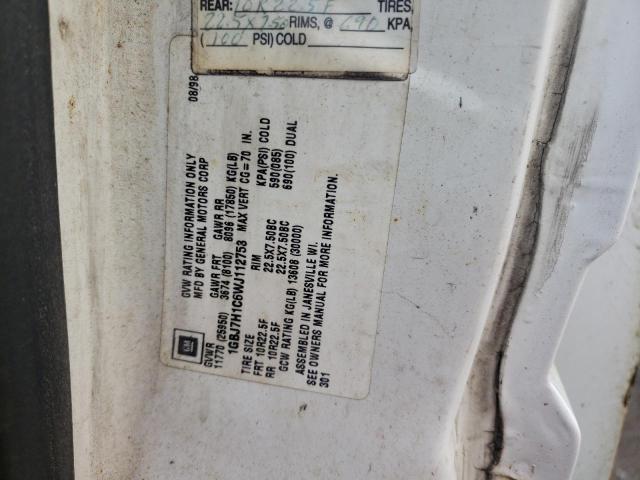 REAR: 10R22.5F TIRES,
22.5X750 RIMS, @ 690 KPA,
( 100 PSI) COLD
08/98
GVW RATING INFORMATION ONLY
MFD BY GENERAL MOTORS CORP
GM
GVWR GAWR FRT GAWR RR
11770 (25950) 3674 (8100) 8096 (17850) KG(LB)
1GBJ7H1C6WJ112753 MAX VERT CG=70 IN.
TIRE SIZE RIM KPA(PSI) COLD
FRT 10R22.5F 22.5X7.50BC 590(085)
RR 10R22.5F 22.5X7.50BC 690(100) DUAL
GCW RATING KG(LB) 13608 (30000)
ASSEMBLED IN JANESVILLE WI.
SEE OWNERS MANUAL FOR MORE INFORMATION.
301